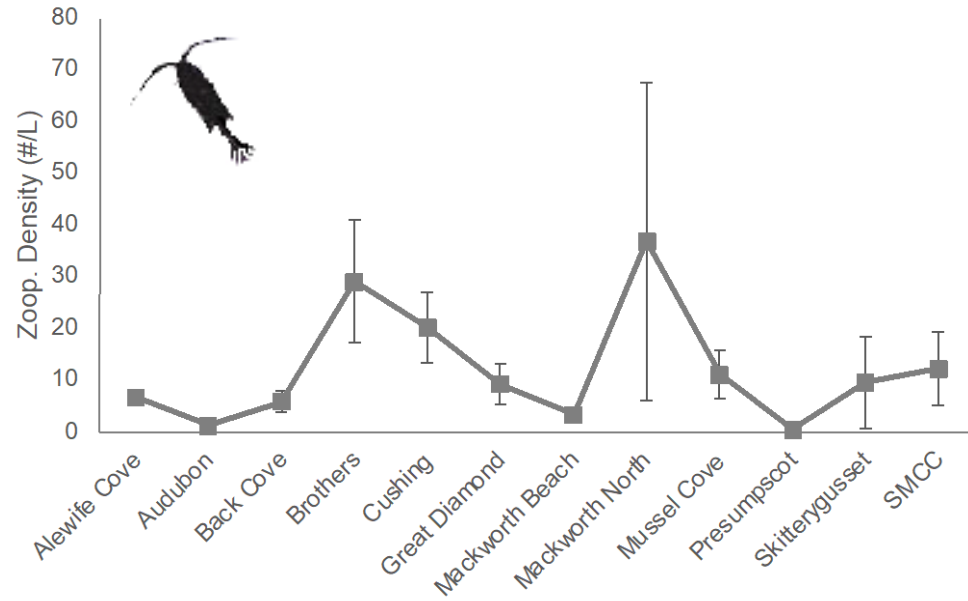 80
70
60
50
40
30
20
10
0
Zoop. Density (#/L)
Alewife Cove
Audubon
Back Cove
Brothers
Cushing
Great Diamond
Mackworth Beach
Mackworth North
Mussel Cove
Presumpscot
Skitterygusset
SMCC